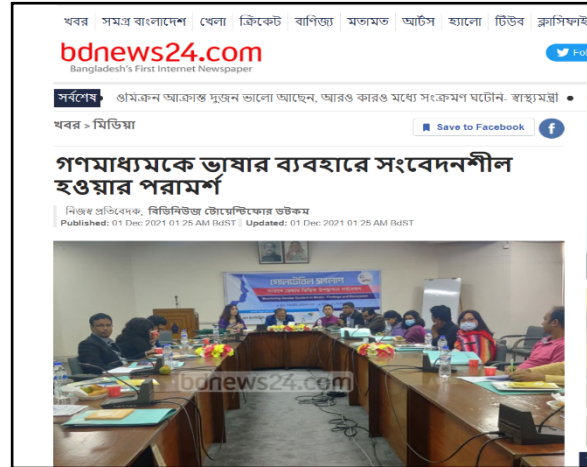 খবর সমগ্র বাংলাদেশ খেলা ক্রিকেট বাণিজ্য মতামত আর্টস হ্যালো টিউব
bdnews24.com
Bangladesh's First Internet Newspaper
সর্বশেষ ওমিক্রন আক্রান্ত দুজন ভালো আছেন, আরও কারও মধ্যে সংক্রমণ ঘটেনি- স্বাস্থ্যমন্ত্রী
খবর > মিডিয়া
Save to Facebook
গণমাধ্যমকে ভাষার ব্যবহারে সংবেদনশীল
হওয়ার পরামর্শ
নিজস্ব প্রতিবেদক, বিডিনিউজ টোয়েন্টিফোর ডটকম
Published: 01 Dec 2021 01:25 AM BdST Updated: 01 Dec 2021 01:25 AM BdST
গোলটেবিল
bdnews24.com